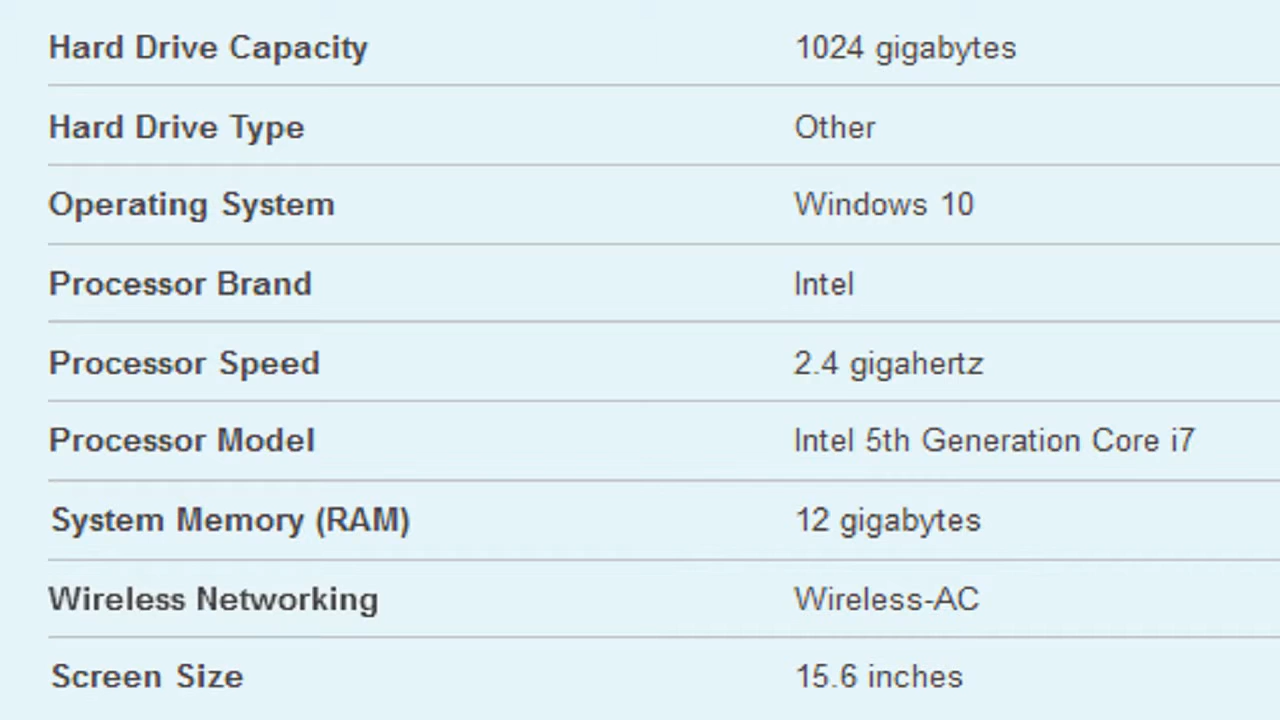 Hard Drive Capacity 1024 gigabytes
Hard Drive Type Other
Operating System Windows 10
Processor Brand Intel
Processor Speed 2.4 gigahertz
Processor Model Intel 5th Generation Core i7
System Memory (RAM) 12 gigabytes
Wireless Networking Wireless-AC
Screen Size 15.6 inches